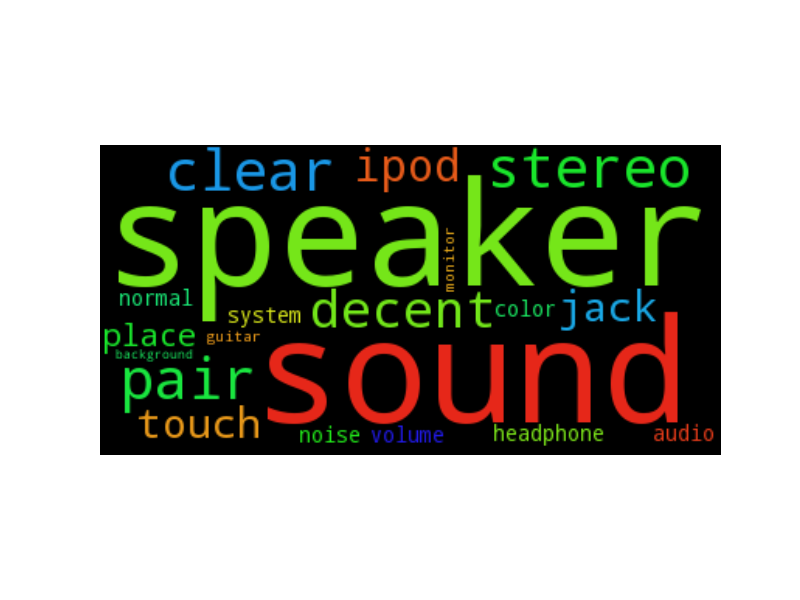 clear ipod stereo
speaker
monitor
normal
system decent color jack
place guitar
background
sound
pair
touch
noise volume headphone audio